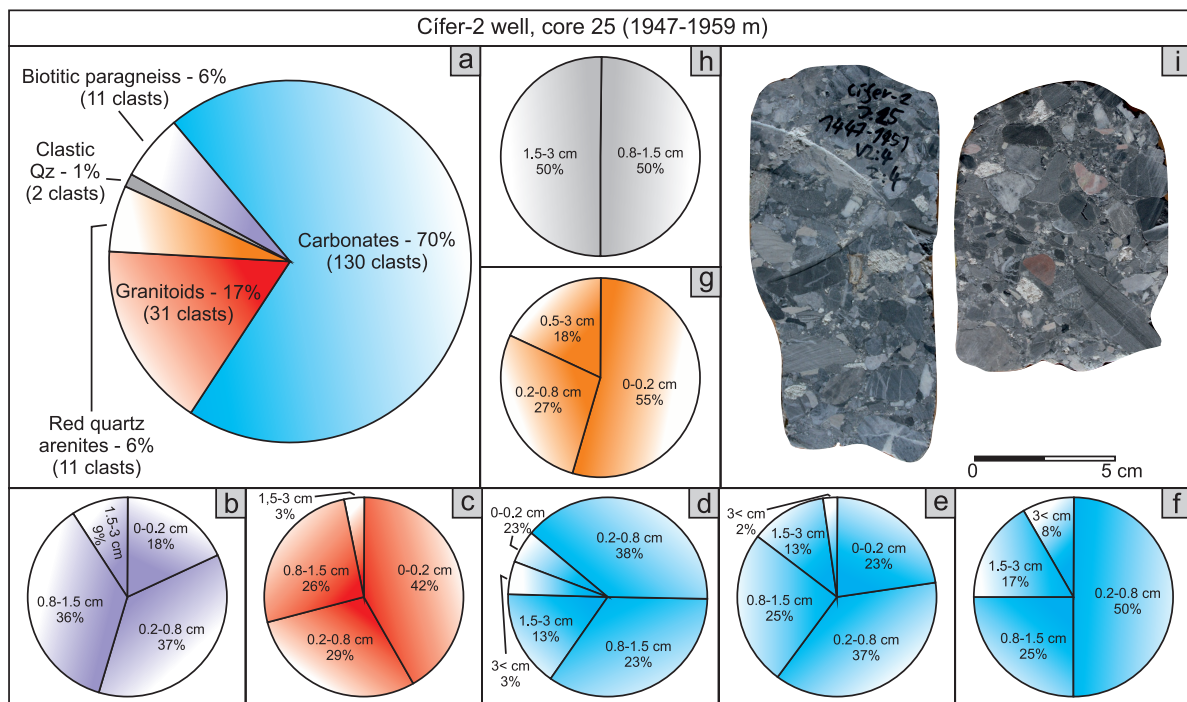 Cífer-2 well, core 25 (1947-1959 m)
a
Biotitic paragneiss - 6%
(11 clasts)
Clastic
Qz - 1%
(2 clasts)
Carbonates - 70%
(130 clasts)
Granitoids - 17%
(31 clasts)
Red quartz
arenites - 6%
(11 clasts)
h
1.5-3 cm
50%
0.8-1.5 cm
50%
g
0.5-3 cm
18%
0.2-0.8 cm
27%
0-0.2 cm
55%
i
Cífer-2
J:25
1947-1951
V2:4
Z:4
0
5 cm
b
1.5-3 cm
9%
0-0.2 cm
18%
0.8-1.5 cm
36%
0.2-0.8 cm
37%
c
1,5-3 cm
3%
0.8-1.5 cm
26%
0-0.2 cm
42%
0.2-0.8 cm
29%
d
0-0.2 cm
23%
0.2-0.8 cm
38%
1.5-3 cm
13%
3< cm
3%
0.8-1.5 cm
23%
e
3< cm
2%
1.5-3 cm
13%
0-0.2 cm
23%
0.8-1.5 cm
25%
0.2-0.8 cm
37%
f
3< cm
8%
1.5-3 cm
17%
0.2-0.8 cm
50%
0.8-1.5 cm
25%